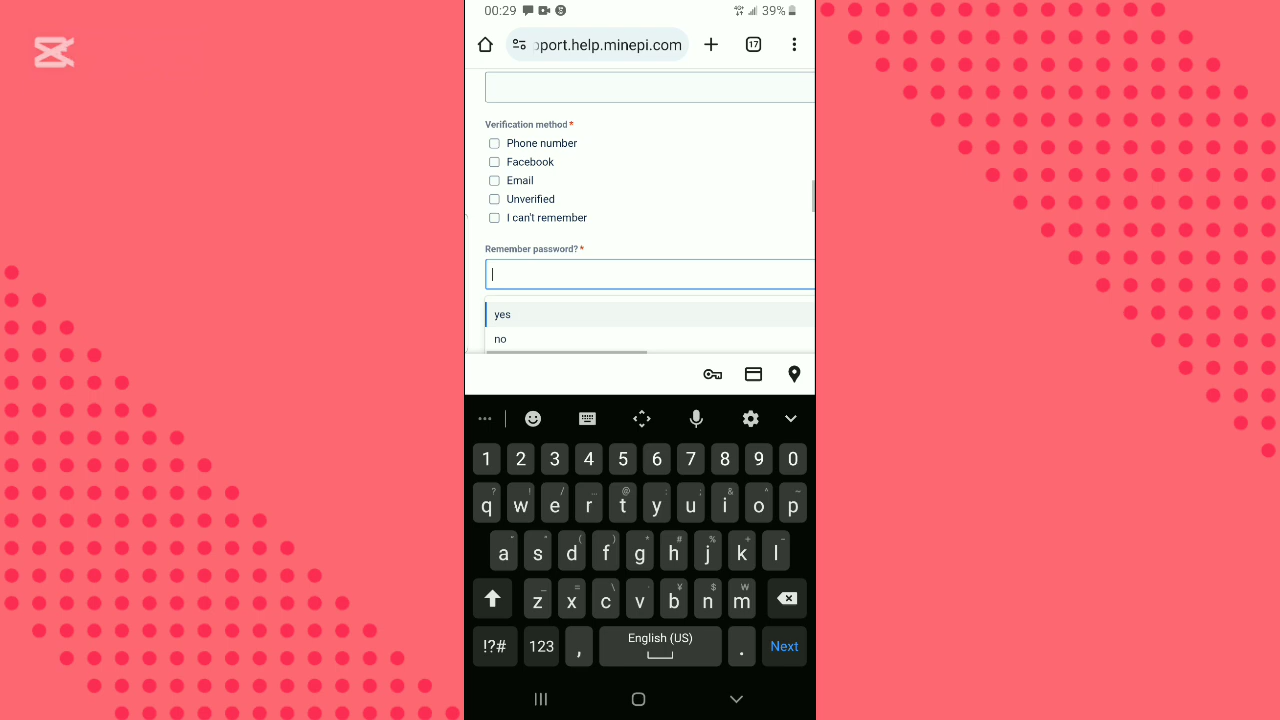 00:29 4G+ 39%
port.help.minepi.com 17
Verification method *
Phone number
Facebook
Email
Unverified
I can't remember
Remember password? *
yes
no
1 2 3 4 5 6 7 8 9 0
q w e r t y u i o p
a s d f g h j k l
z x c v b n m
!?# 123 , English (US) . Next